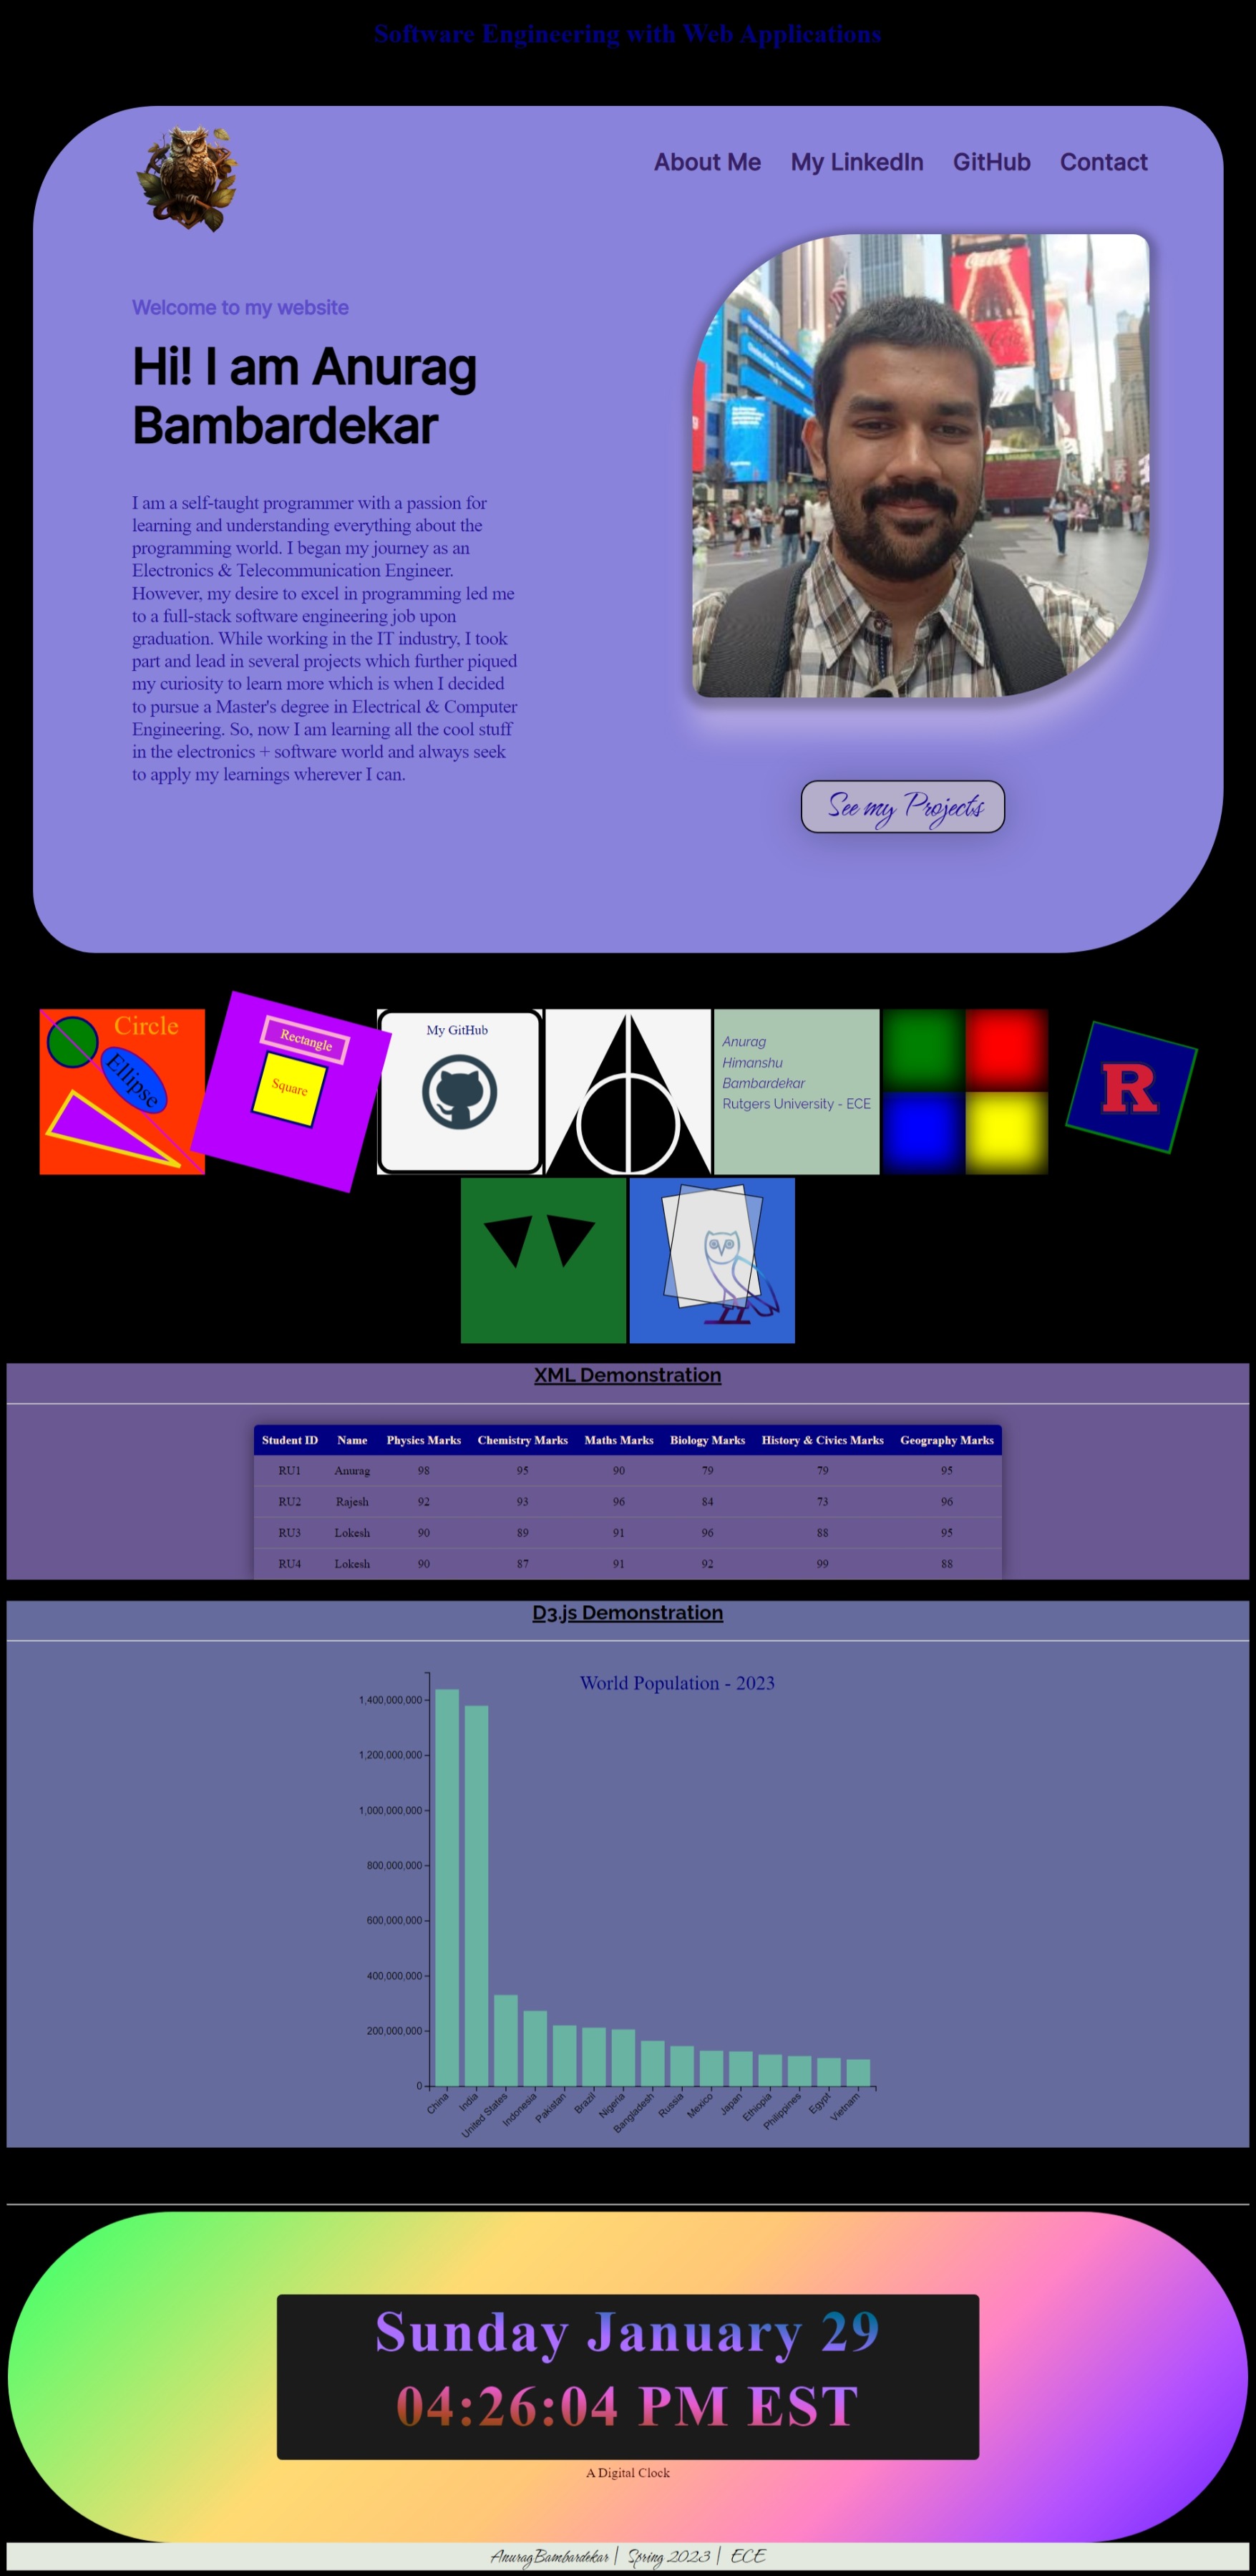 Software Engineering with Web Applications
About Me My LinkedIn GitHub Contact
Welcome to my website
Hi! I am Anurag
Bambardekar
I am a self-taught programmer with a passion for
learning and understanding everything about the
programming world. I began my journey as an
Electronics & Telecommunication Engineer.
However, my desire to excel in programming led me
to a full-stack software engineering job upon
graduation. While working in the IT industry, I took
part and lead in several projects which further piqued
my curiosity to learn more which is when I decided
to pursue a Master's degree in Electrical & Computer
Engineering. So, now I am learning all the cool stuff
in the electronics + software world and always seek
to apply my learnings wherever I can.
Coca-Cola
See my Projects
Circle
Ellipse
Rectangle
Square
My GitHub
Anurag
Himanshu
Bambardekar
Rutgers University - ECE
R
XML Demonstration
Student ID Name Physics Marks Chemistry Marks Maths Marks Biology Marks History & Civics Marks Geography Marks
RU1 Anurag 98 95 90 79 79 95
RU2 Rajesh 92 93 96 84 73 96
RU3 Lokesh 90 89 91 96 88 95
RU4 Lokesh 90 87 91 92 99 88
D3.js Demonstration
World Population - 2023
1,400,000,000
1,200,000,000
1,000,000,000
800,000,000
600,000,000
400,000,000
200,000,000
0
China India United States Indonesia Pakistan Brazil Nigeria Bangladesh Russia Mexico Japan Ethiopia Philippines Egypt Vietnam
Sunday January 29
04:26:04 PM EST
A Digital Clock
Anurag Bambardekar | Spring 2023 | ECE